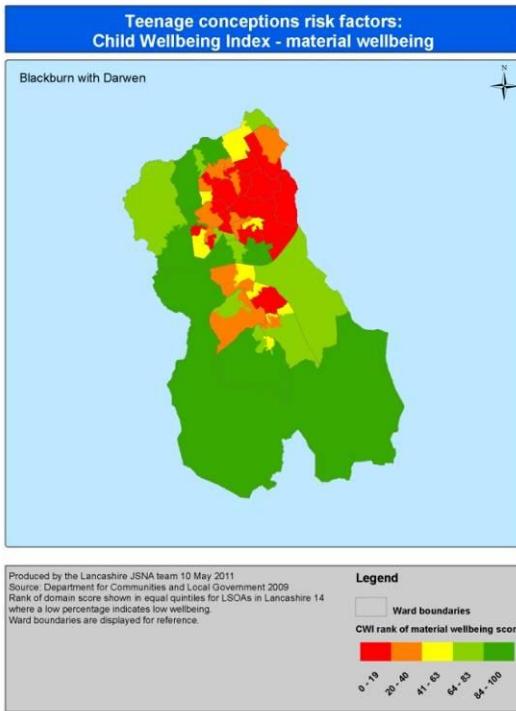 Teenage conceptions risk factors:
Child Wellbeing Index - material wellbeing
Blackburn with Darwen
N
Produced by the Lancashire JSNA team 10 May 2011
Source: Department for Communities and Local Government 2009
Rank of domain score shown in equal quintiles for LSOAs in Lancashire 14
where a low percentage indicates low wellbeing.
Ward boundaries are displayed for reference.
Legend
Ward boundaries
CWI rank of material wellbeing score
0 - 19
20 - 40
41 - 63
64 - 83
84 - 100